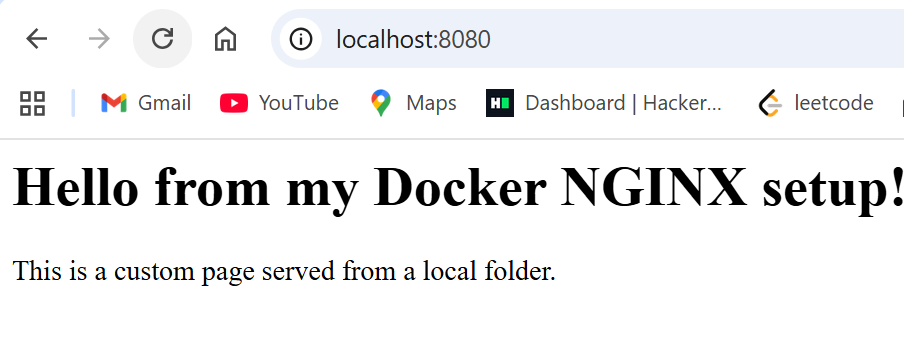 localhost:8080
Gmail YouTube Maps Dashboard | Hacker... leetcode
Hello from my Docker NGINX setup!
This is a custom page served from a local folder.